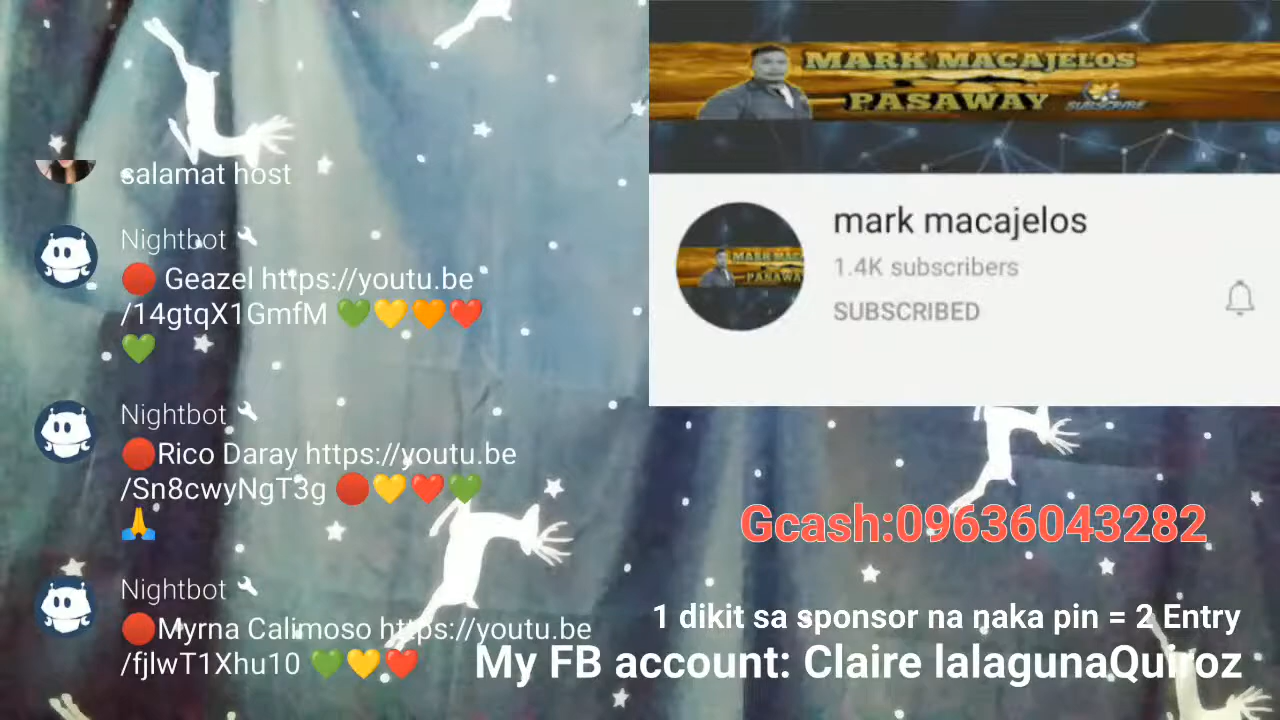 salamat host
Nightbot
🔴 Geazel https://youtu.be
/14gtqX1GmfM 💚💛🧡❤️
💚
Nightbot
🔴Rico Daray https://youtu.be
/Sn8cwyNgT3g 🔴💛❤️💚
🙏
Nightbot
🔴Myrna Calimoso https://youtu.be
/fjlwT1Xhu10 💚💛❤️
MARK MACAJELOS
PASAWAY
SUBSCRIBE
mark macajelos
1.4K subscribers
SUBSCRIBED
Gcash:09636043282
1 dikit sa sponsor na naka pin = 2 Entry
My FB account: Claire lalagunaQuiroz